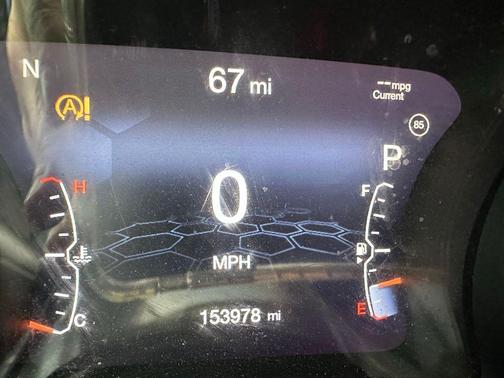 N
67 mi
-- mpg
Current
A!
85
P
H
F
0
MPH
C
E
153978 mi